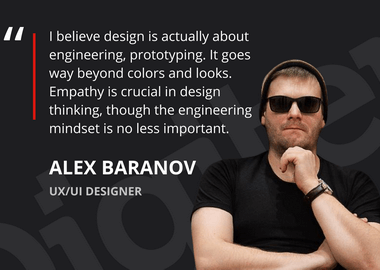 “
I believe design is actually about
engineering, prototyping. It goes
way beyond colors and looks.
Empathy is crucial in design
thinking, though the engineering
mindset is no less important.
ALEX BARANOV
UX/UI DESIGNER